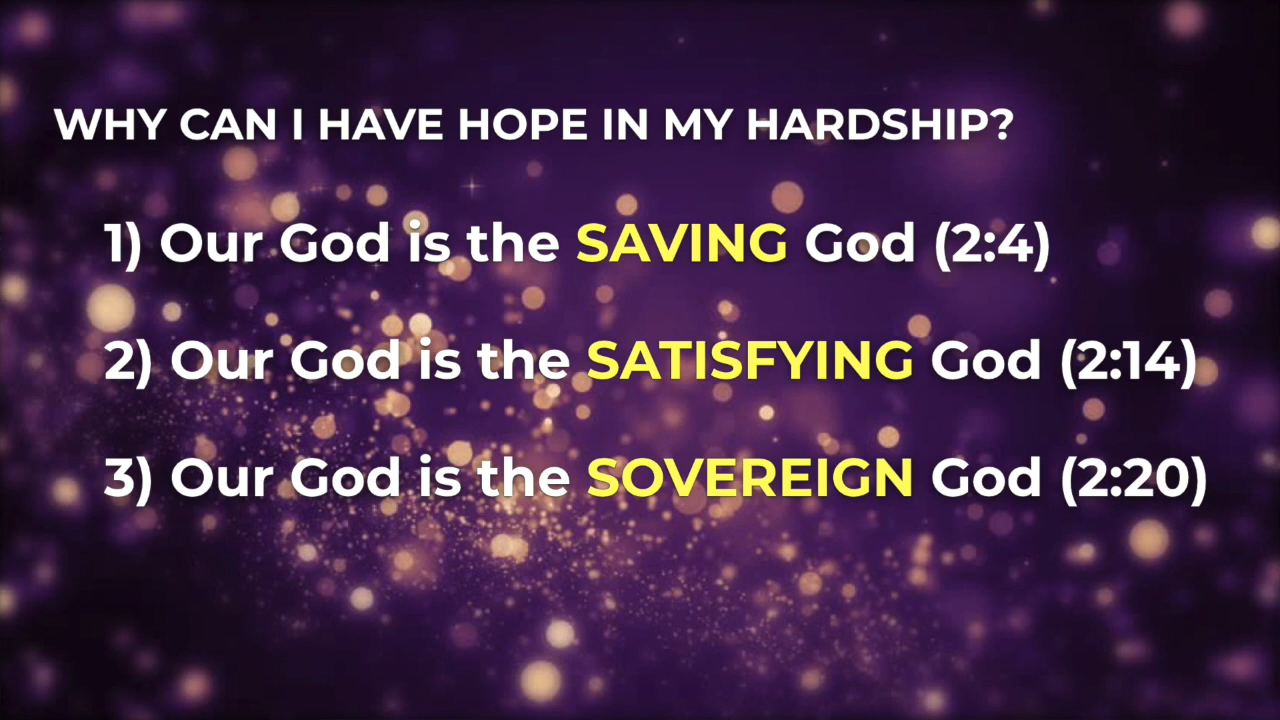 WHY CAN I HAVE HOPE IN MY HARDSHIP?
1) Our God is the SAVING God (2:4)
2) Our God is the SATISFYING God (2:14)
3) Our God is the SOVEREIGN God (2:20)